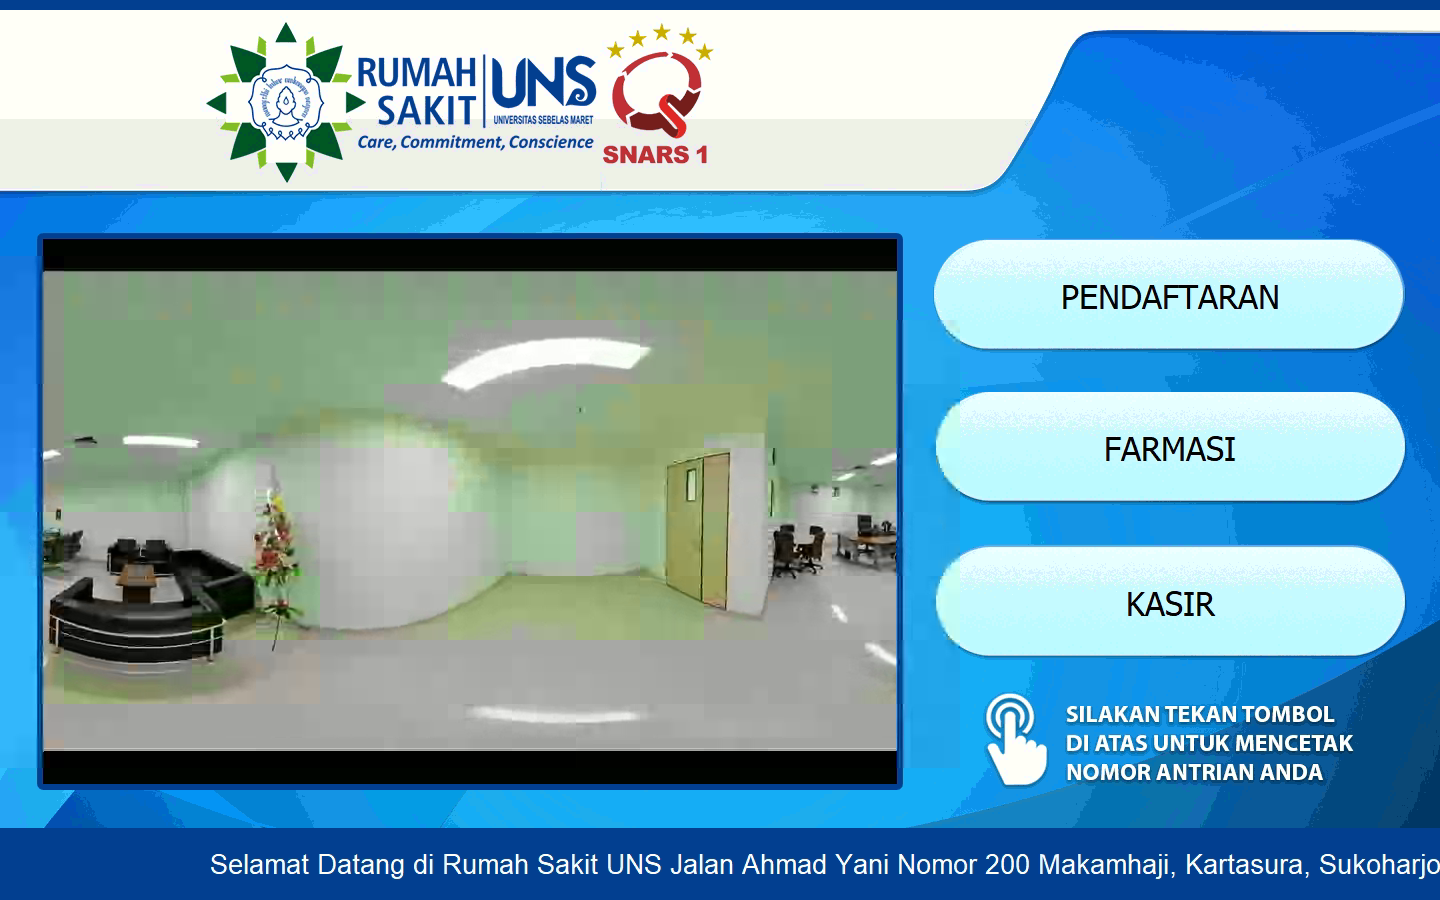 RUMAH
SAKIT
UNS
UNIVERSITAS SEBELAS MARET
Care, Commitment, Conscience
SNARS 1
PENDAFTARAN
FARMASI
KASIR
SILAKAN TEKAN TOMBOL
DI ATAS UNTUK MENCETAK
NOMOR ANTRIAN ANDA
Selamat Datang di Rumah Sakit UNS Jalan Ahmad Yani Nomor 200 Makamhaji, Kartasura, Sukoharjo